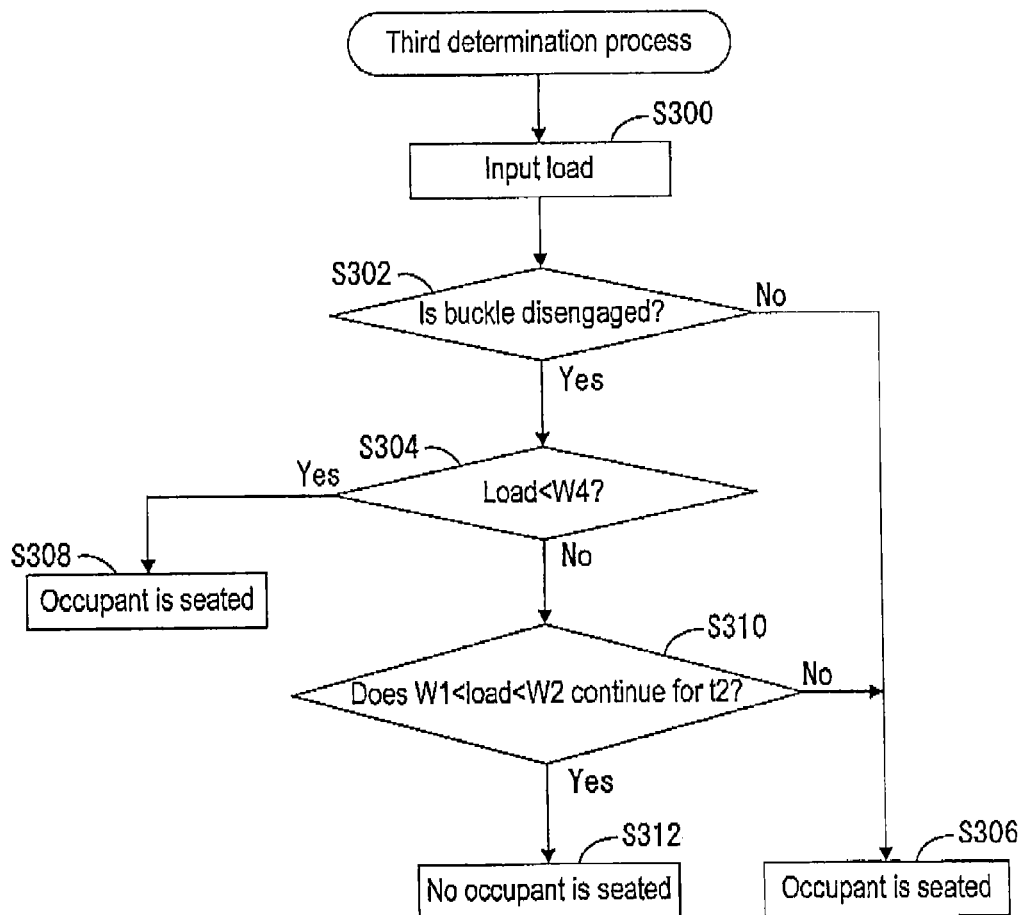 Third determination process
S300
Input load
S302
Is buckle disengaged?
No
Yes
S304
Yes
Load<W4?
No
S308
Occupant is seated
S310
Does W1<load<W2 continue for t2?
No
Yes
S312
No occupant is seated
S306
Occupant is seated